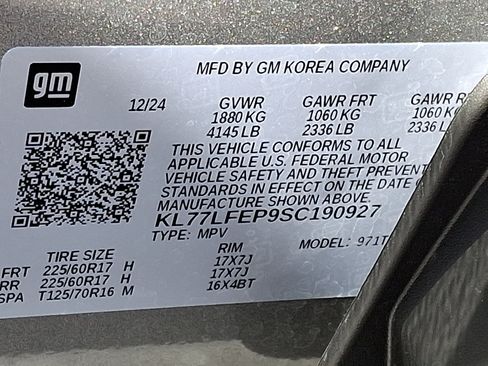 gm
MFD BY GM KOREA COMPANY
12/24 GVWR GAWR FRT GAWR
1880 KG 1060 KG 1060 KG
4145 LB 2336 LB 2336 LB
THIS VEHICLE CONFORMS TO ALL
APPLICABLE U.S. FEDERAL MOTOR
VEHICLE SAFETY AND THEFT PREVENT
STANDARDS IN EFFECT ON THE DATE O
MANUFACTURE SHOWN ABOVE.
KL77LFEP9SC190927
TYPE: MPV MODEL: 971T
TIRE SIZE RIM
FRT 225/60R17 H 17X7J
RR 225/60R17 H 17X7J
SPA T125/70R16 M 16X4BT